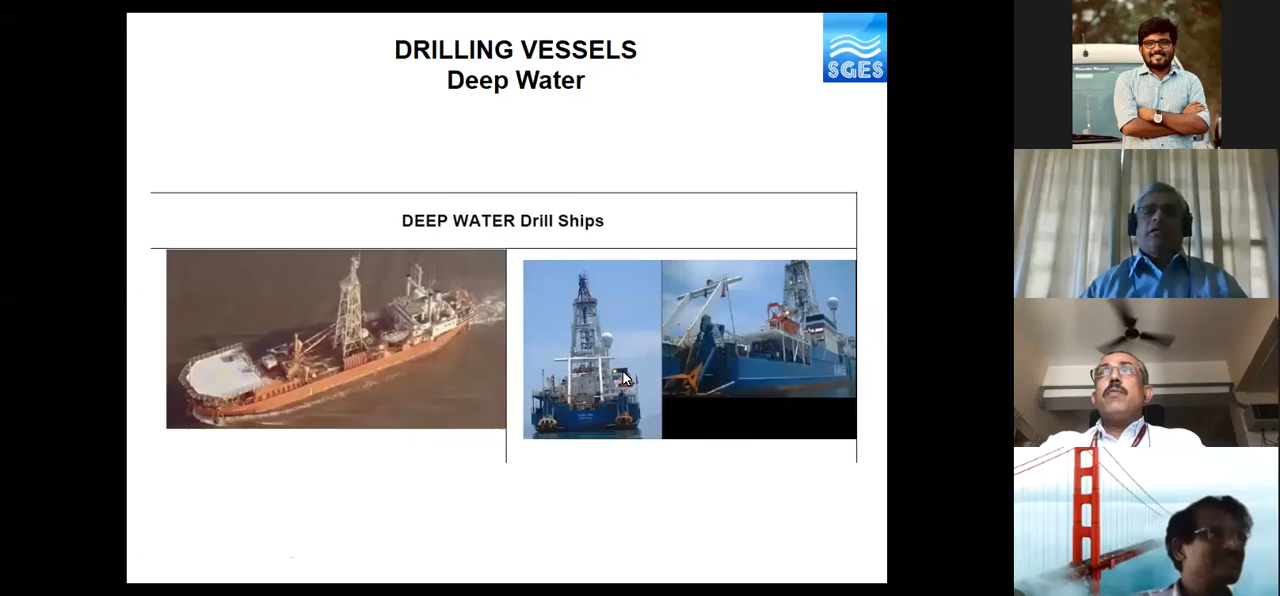 DRILLING VESSELS
Deep Water
SGES
DEEP WATER Drill Ships